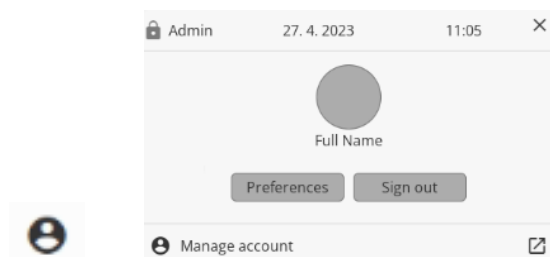 Admin 27. 4. 2023 11:05
Full Name
Preferences Sign out
Manage account